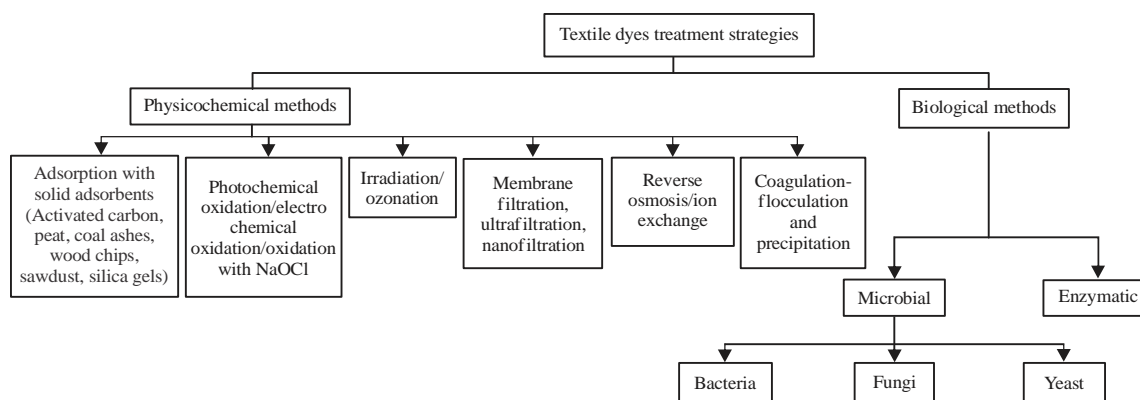 Textile dyes treatment strategies
Physicochemical methods
Biological methods
Adsorption with
solid adsorbents
(Activated carbon,
peat, coal ashes,
wood chips,
sawdust, silica gels)
Photochemical
oxidation/electro
chemical
oxidation/oxidation
with NaOCl
Irradiation/
ozonation
Membrane
filtration,
ultrafiltration,
nanofiltration
Reverse
osmosis/ion
exchange
Coagulation-
flocculation
and
precipitation
Microbial
Enzymatic
Bacteria
Fungi
Yeast